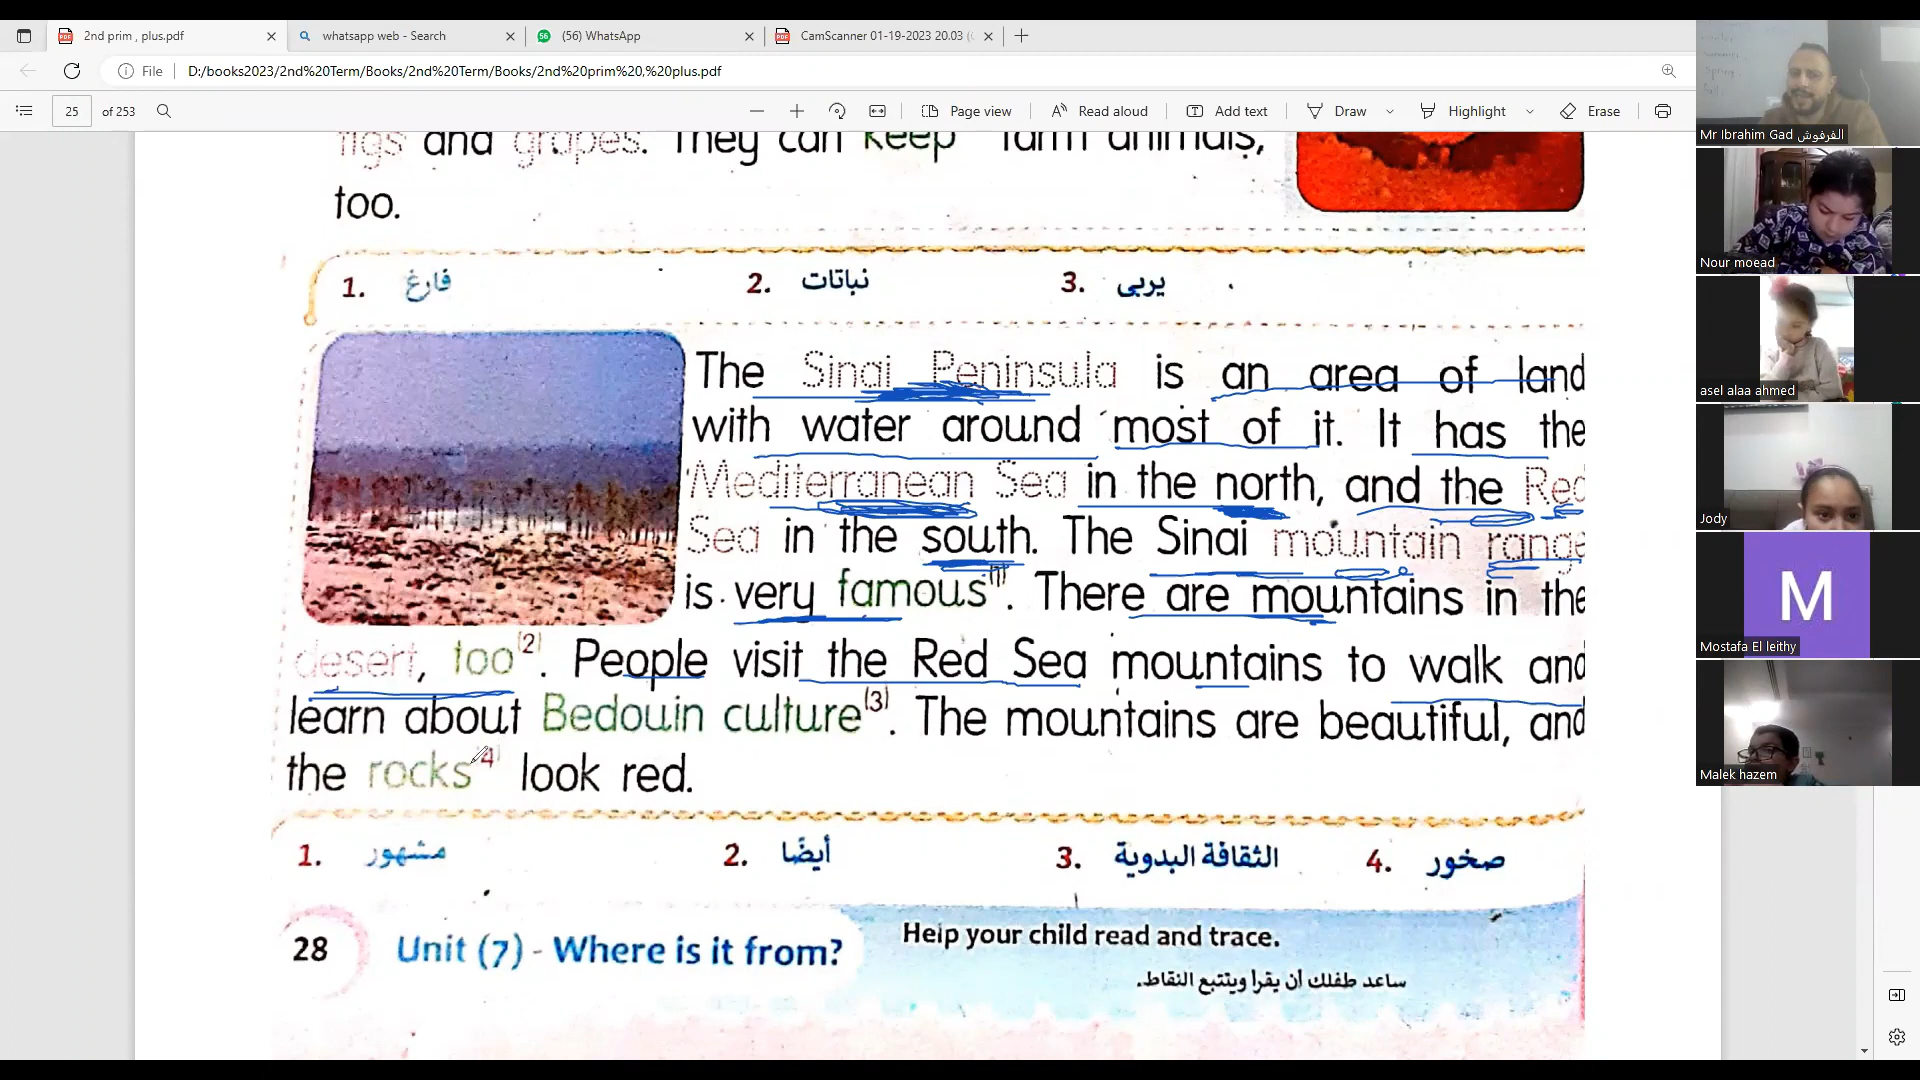 2nd prim , plus.pdf
whatsapp web - Search
(56) WhatsApp
CamScanner 01-19-2023 20.03 (
File
D:/books2023/2nd%20Term/Books/2nd%20Term/Books/2nd%20prim%20,%20plus.pdf
25 of 253
Page view
Read aloud
Add text
Draw
Highlight
Erase
figs and grapes. They can keep farm animals,
too.
1. فارغ
2. نباتات
3. يربى
The Sinai Peninsula is an area of land
with water around most of it. It has the
Mediterranean Sea in the north, and the Red
Sea in the south. The Sinai mountain range
is very famous(1). There are mountains in the
desert, too(2). People visit the Red Sea mountains to walk and
learn about Bedouin culture(3). The mountains are beautiful, and
the rocks(4) look red.
1. مشهور
2. أيضًا
3. الثقافة البدوية
4. صخور
28
Unit (7) - Where is it from?
Help your child read and trace.
ساعد طفلك أن يقرأ ويتتبع النقاط.
Mr Ibrahim Gad الفرفوش
Nour moead
asel alaa ahmed
Jody
M
Mostafa El leithy
Malek hazem